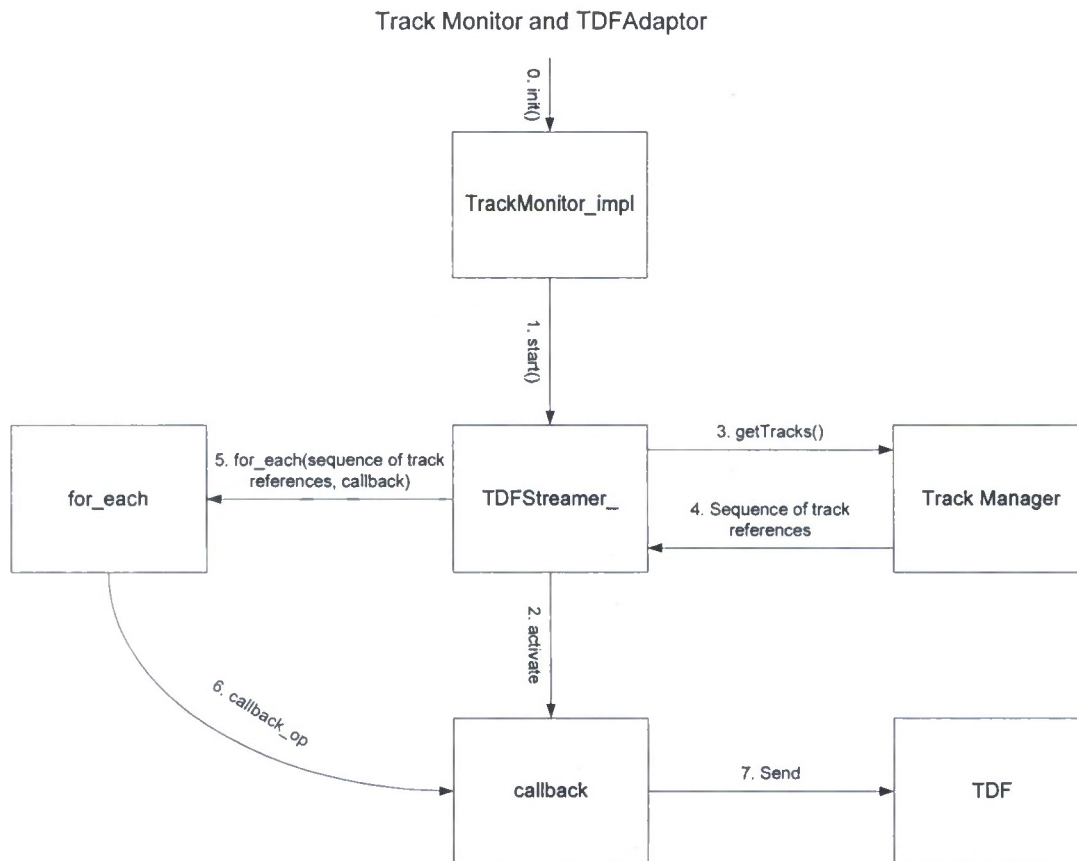 Track Monitor and TDFAdaptor
0. init()
TrackMonitor_impl
1. start()
3. getTracks()
5. for_each(sequence of track
references, callback)
for_each
TDFStreamer_
Track Manager
4. Sequence of track
references
2. activate
6. callback_op
callback
7. Send
TDF